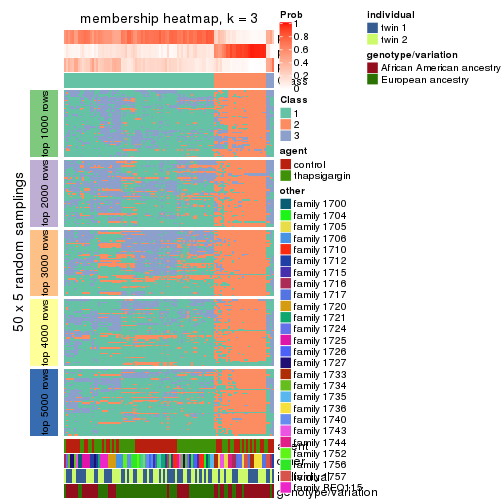 membership heatmap, k = 3
Prob
1
0.8
0.6
0.4
0.2
0
Class
1
2
3
agent
control
thapsigargin
other
family 1700
family 1704
family 1705
family 1706
family 1710
family 1712
family 1715
family 1716
family 1717
family 1720
family 1721
family 1724
family 1725
family 1726
family 1727
family 1733
family 1734
family 1735
family 1736
family 1740
family 1743
family 1744
family 1752
family 1756
family 1757
family REO115
individual
twin 1
twin 2
genotype/variation
African American ancestry
European ancestry
50 x 5 random samplings
top 1000 rows
top 2000 rows
top 3000 rows
top 4000 rows
top 5000 rows
agent
other
individual
genotype/variation